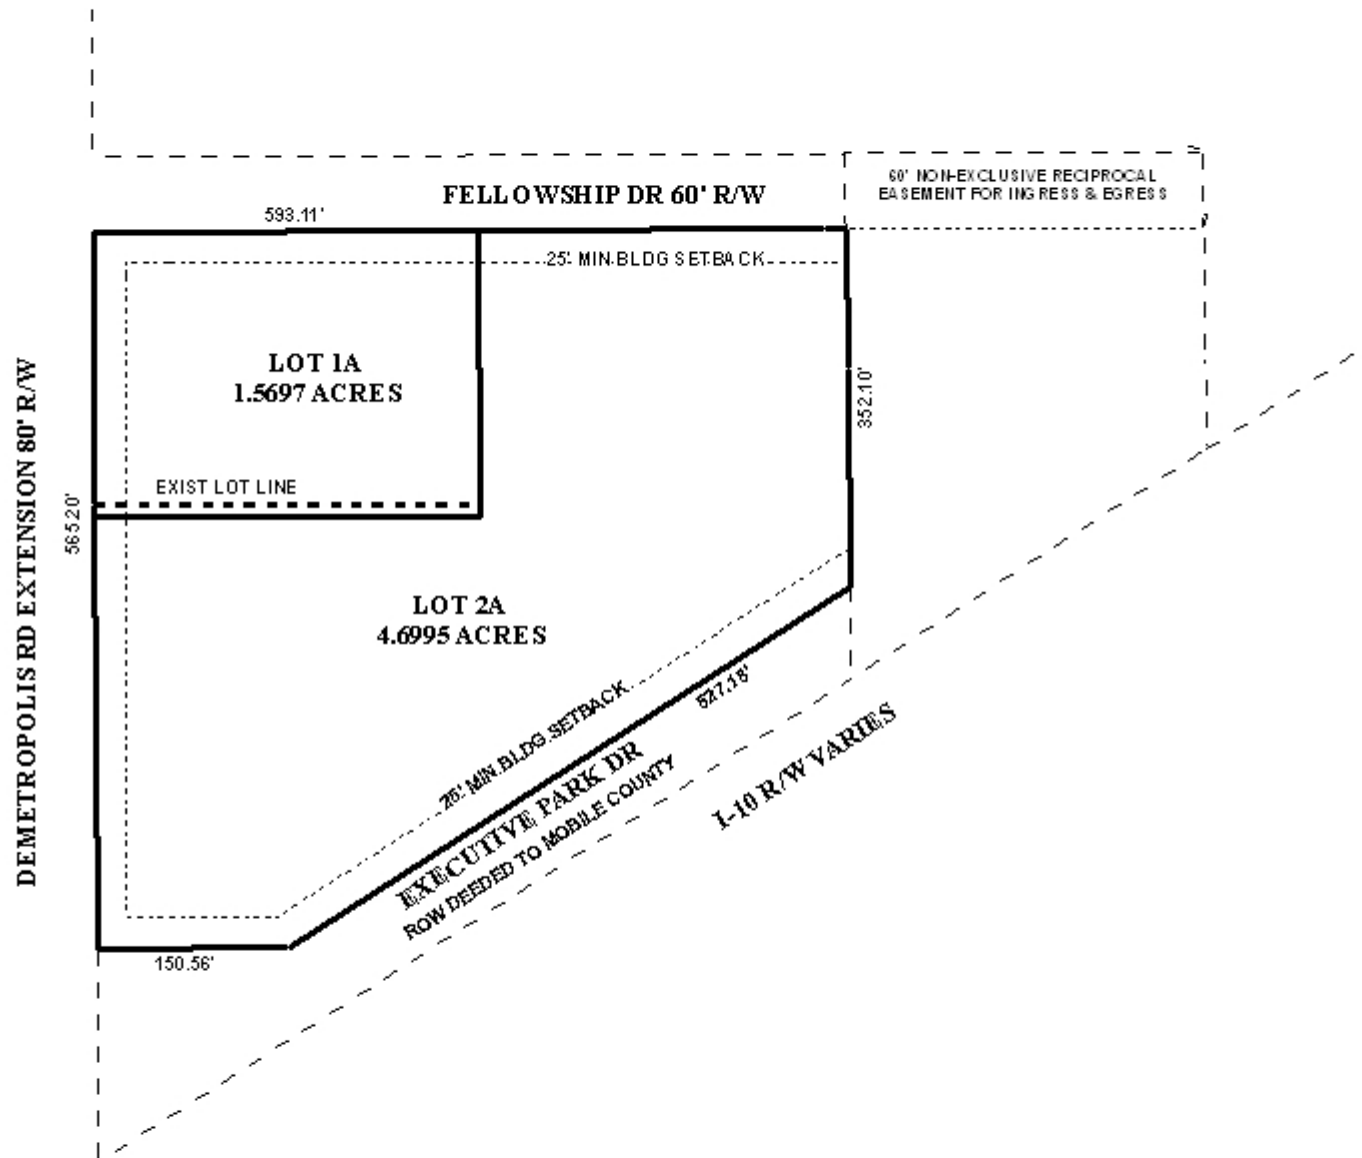 60' NON-EXCLUSIVE RECIPROCAL
EASEMENT FOR INGRESS & EGRESS
FELLOWSHIP DR 60' R/W
593.11'
25' MIN.BLDG SETBACK
LOT 1A
1.5697 ACRES
352.10'
DEMETROPOLIS RD EXTENSION 80' R/W
EXIST LOT LINE
565.20'
LOT 2A
4.6995 ACRES
25' MIN.BLDG.SETBACK
527.18'
EXECUTIVE PARK DR
ROW DEEDED TO MOBILE COUNTY
I-10 R/W VARIES
150.56'